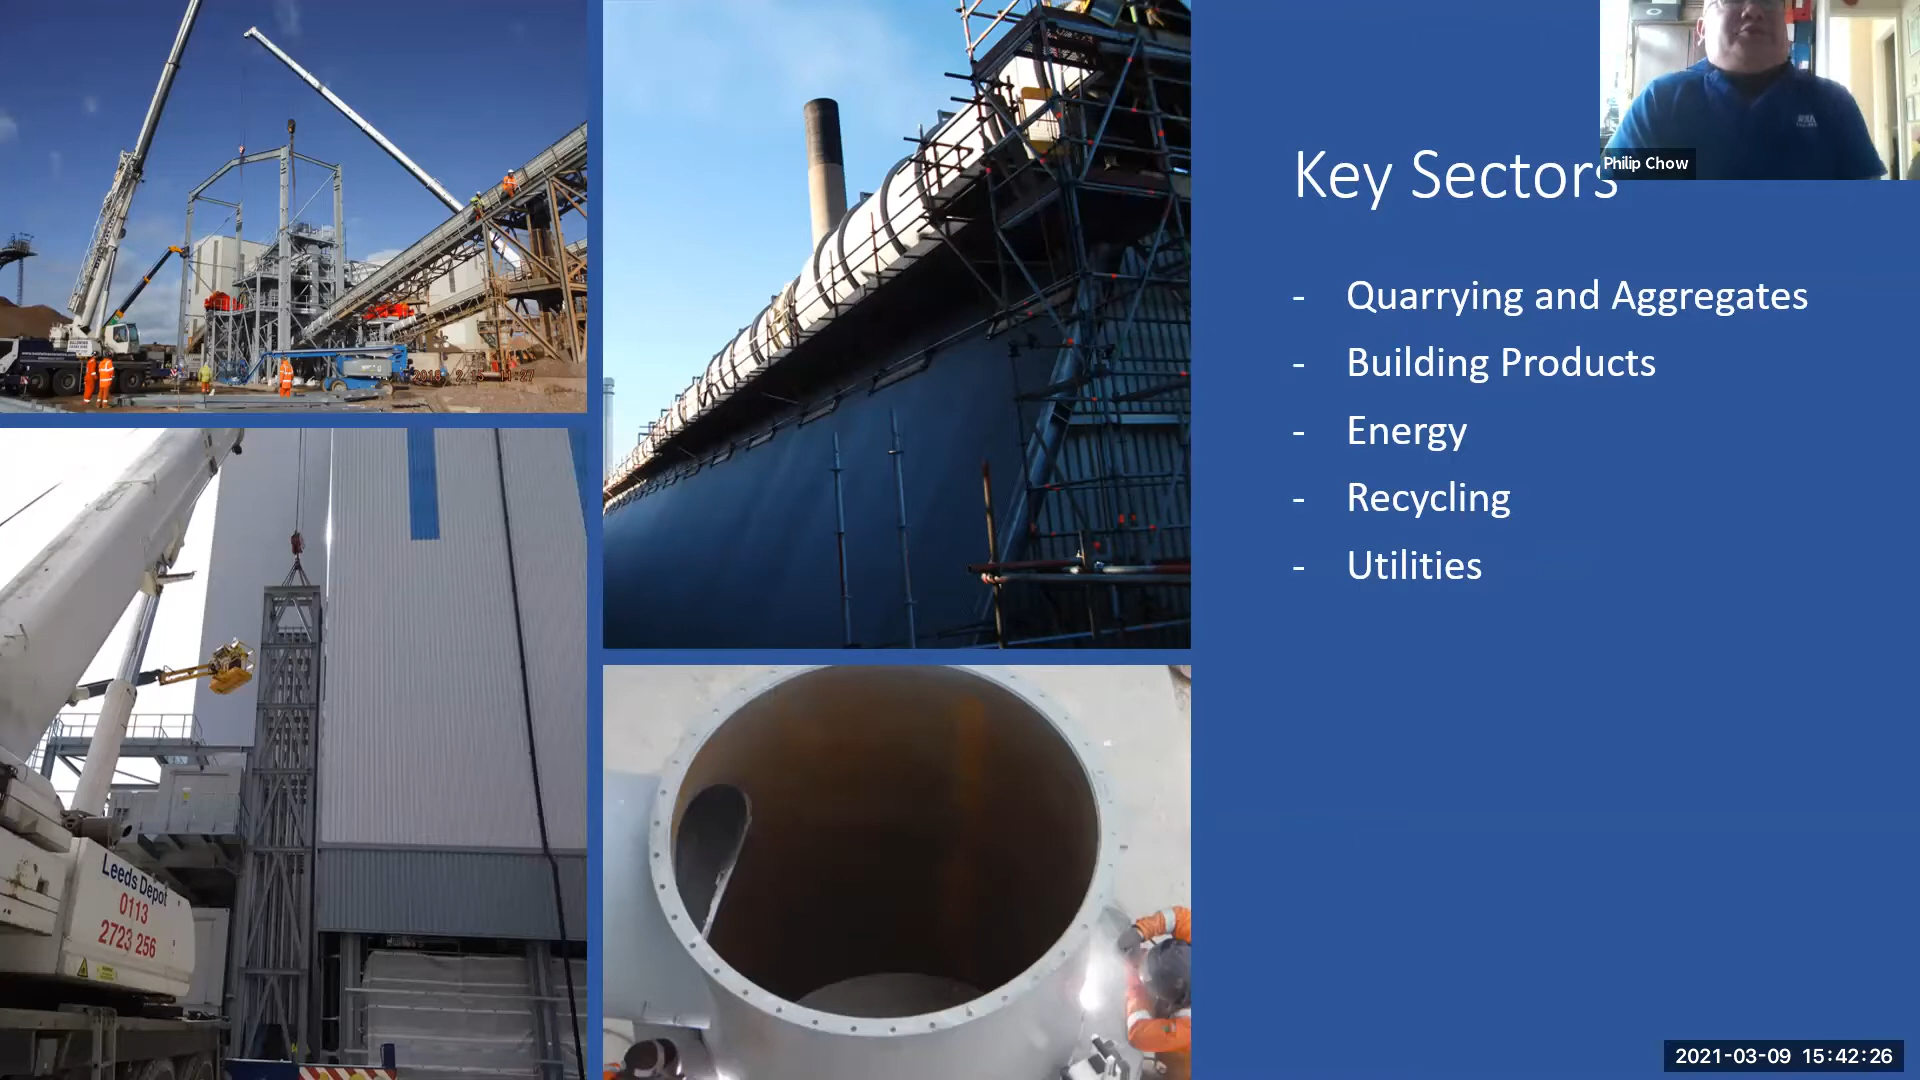 Key Sectors
- Quarrying and Aggregates
- Building Products
- Energy
- Recycling
- Utilities
Philip Chow
Leeds Depot
0113
2723 256
2021-03-09 15:42:26